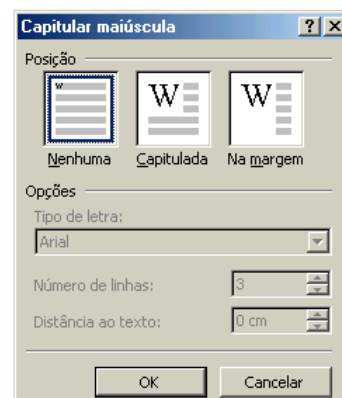 Capitular maiúscula
Posição
W W W
Nenhuma Capitulada Na margem
Opções
Tipo de letra:
Arial
Número de linhas: 3
Distância ao texto: 0 cm
OK Cancelar